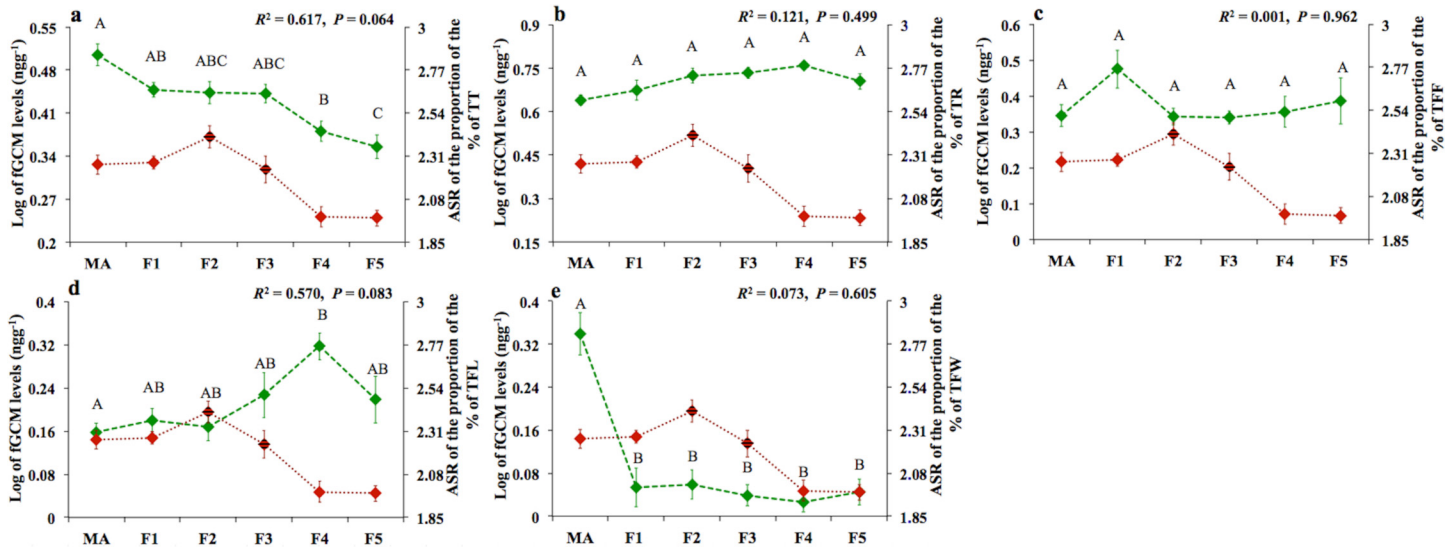 a
R² = 0.617, P = 0.064
Log of fGCM levels (ngg⁻¹)
0.55
0.48
0.41
0.34
0.27
0.2
A
AB
ABC
ABC
B
C
3
2.77
2.54
2.31
2.08
1.85
ASR of the proportion of the
% of TT
MA F1 F2 F3 F4 F5
b
R² = 0.121, P = 0.499
Log of fGCM levels (ngg⁻¹)
0.9
0.75
0.6
0.45
0.3
0.15
A
A
A
A
A
A
3
2.77
2.54
2.31
2.08
1.85
ASR of the proportion of the
% of TR
MA F1 F2 F3 F4 F5
c
R² = 0.001, P = 0.962
Log of fGCM levels (ngg⁻¹)
0.6
0.5
0.4
0.3
0.2
0.1
0
A
A
A
A
A
A
3
2.77
2.54
2.31
2.08
1.85
ASR of the proportion of the
% of TFF
MA F1 F2 F3 F4 F5
d
R² = 0.570, P = 0.083
Log of fGCM levels (ngg⁻¹)
0.4
0.32
0.24
0.16
0.08
0
A
AB
AB
AB
B
AB
3
2.77
2.54
2.31
2.08
1.85
ASR of the proportion of the
% of TFL
MA F1 F2 F3 F4 F5
e
R² = 0.073, P = 0.605
Log of fGCM levels (ngg⁻¹)
0.4
0.32
0.24
0.16
0.08
0
A
B
B
B
B
B
3
2.77
2.54
2.31
2.08
1.85
ASR of the proportion of the
% of TFW
MA F1 F2 F3 F4 F5